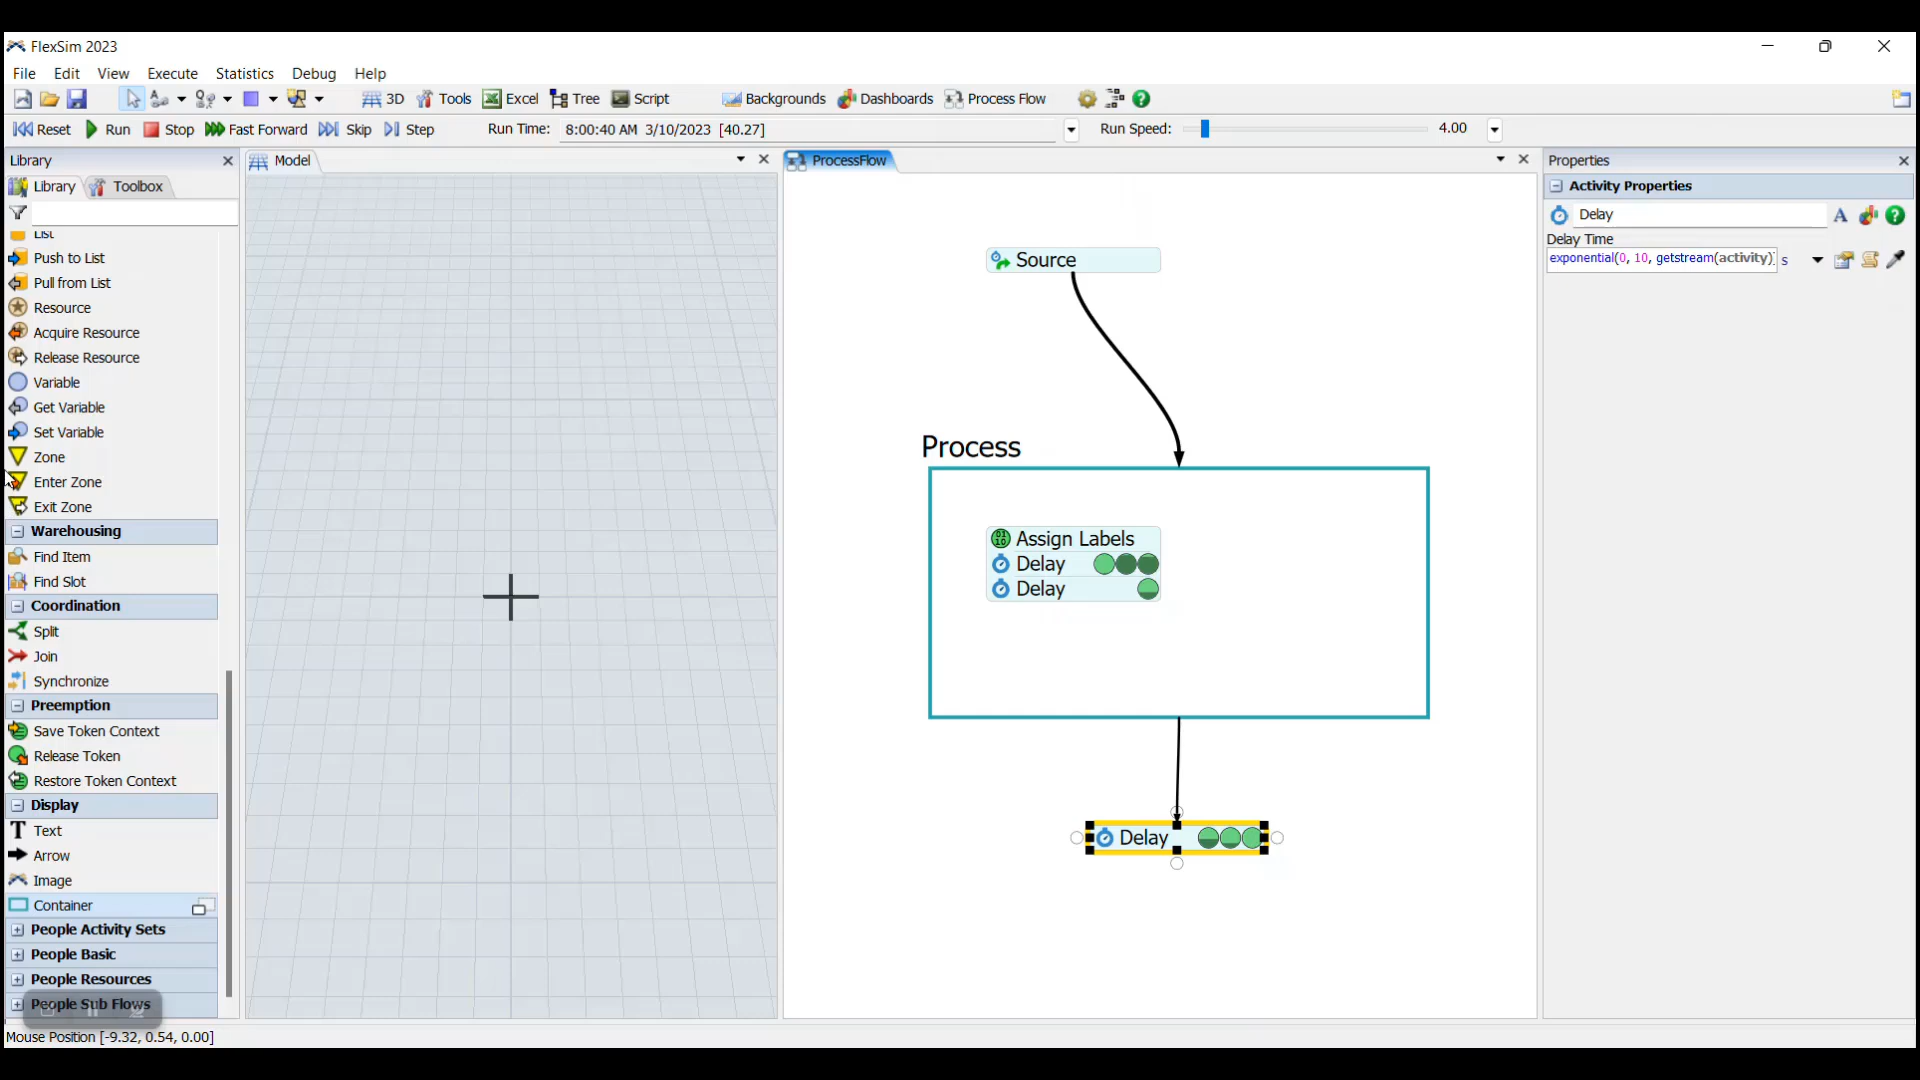 FlexSim 2023
File Edit View Execute Statistics Debug Help
3D Tools Excel Tree Script Backgrounds Dashboards Process Flow
Reset Run Stop Fast Forward Skip Step Run Time: 8:00:40 AM 3/10/2023 [40.27] Run Speed: 4.00
Library
Library Toolbox
List
Push to List
Pull from List
Resource
Acquire Resource
Release Resource
Variable
Get Variable
Set Variable
Zone
Enter Zone
Exit Zone
Warehousing
Find Item
Find Slot
Coordination
Split
Join
Synchronize
Preemption
Save Token Context
Release Token
Restore Token Context
Display
Text
Arrow
Image
Container
People Activity Sets
People Basic
People Resources
People Sub Flows
Mouse Position [-9.32, 0.54, 0.00]
Model
ProcessFlow
Source
Process
Assign Labels
Delay
Delay
Delay
Properties
Activity Properties
Delay
Delay Time
exponential(0, 10, getstream(activity) s